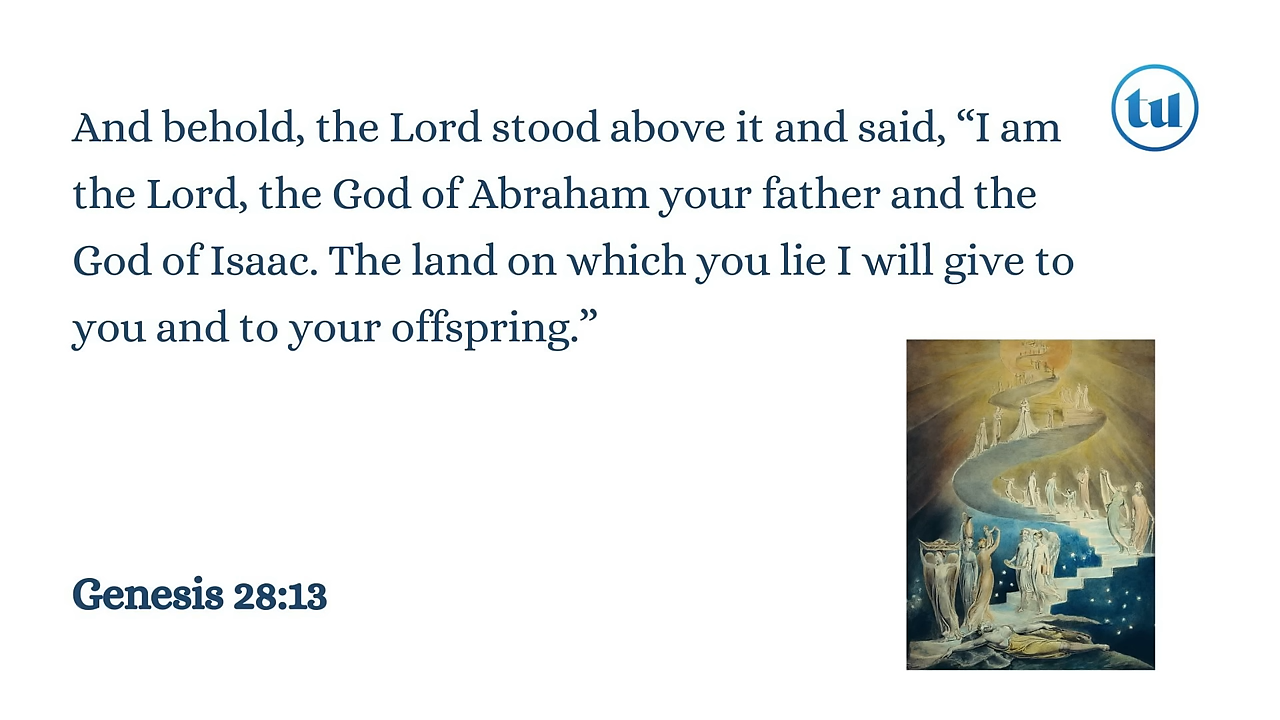 And behold, the Lord stood above it and said, “I am
the Lord, the God of Abraham your father and the
God of Isaac. The land on which you lie I will give to
you and to your offspring.”
tu
Genesis 28:13